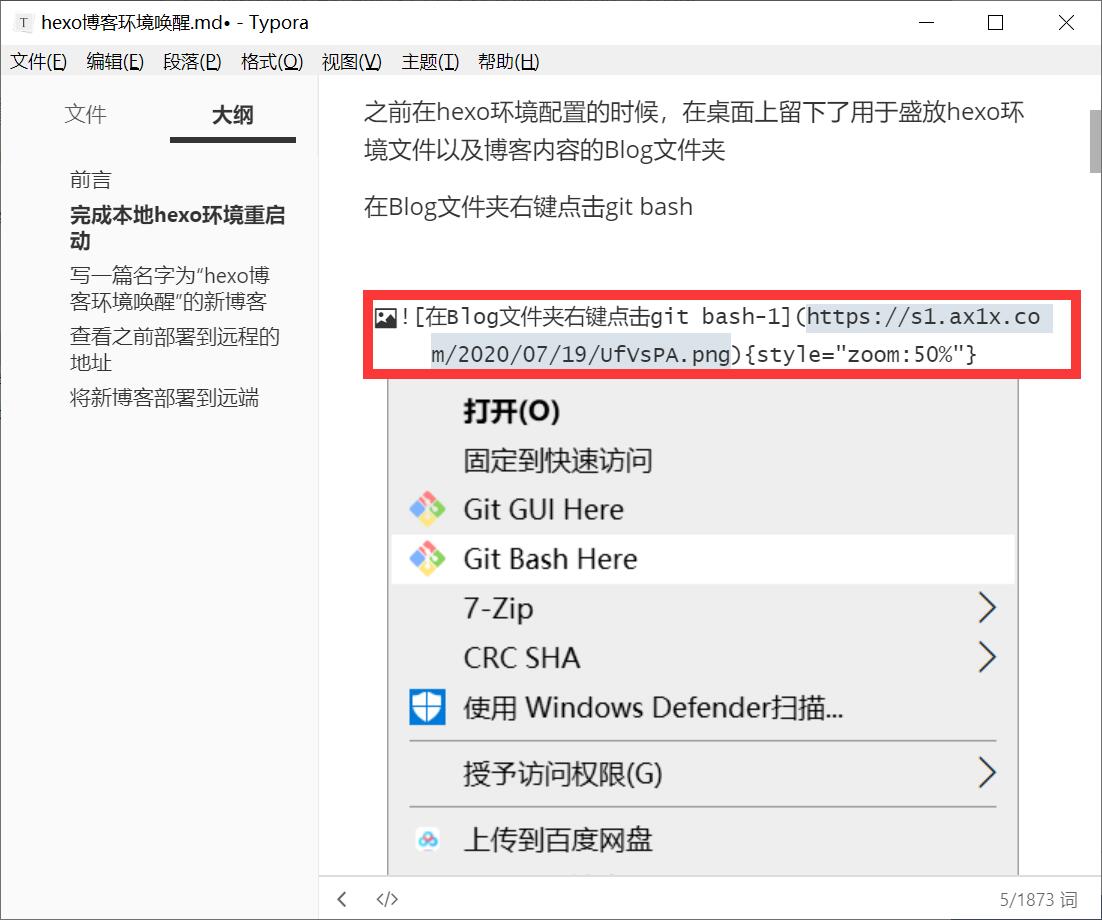 hexo博客环境唤醒.md• - Typora
文件(F) 编辑(E) 段落(P) 格式(O) 视图(V) 主题(T) 帮助(H)
文件 大纲
前言
完成本地hexo环境重启
动
写一篇名字为“hexo博
客环境唤醒”的新博客
查看之前部署到远程的
地址
将新博客部署到远端
之前在hexo环境配置的时候，在桌面上留下了用于盛放hexo环
境文件以及博客内容的Blog文件夹
在Blog文件夹右键点击git bash
![在Blog文件夹右键点击git bash-1](https://s1.ax1x.co
m/2020/07/19/UfVsPA.png){style="zoom:50%"}
打开(O)
固定到快速访问
Git GUI Here
Git Bash Here
7-Zip
CRC SHA
使用 Windows Defender扫描...
授予访问权限(G)
上传到百度网盘
5/1873 词